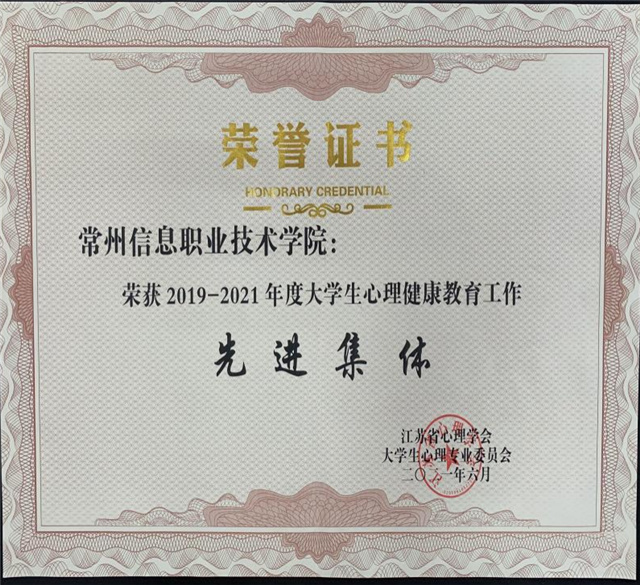 荣誉证书
HONORARY CREDENTIAL
常州信息职业技术学院：
荣获 2019-2021 年度大学生心理健康教育工作
先进集体
江苏省心理学会
大学生心理专业委员会
二〇二一年六月